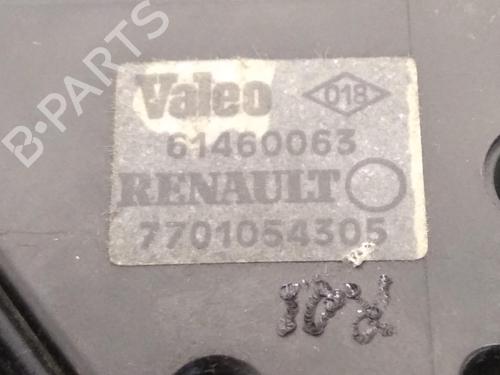 B-PARTS
Valeo 018
61460063
RENAULT
7701054305